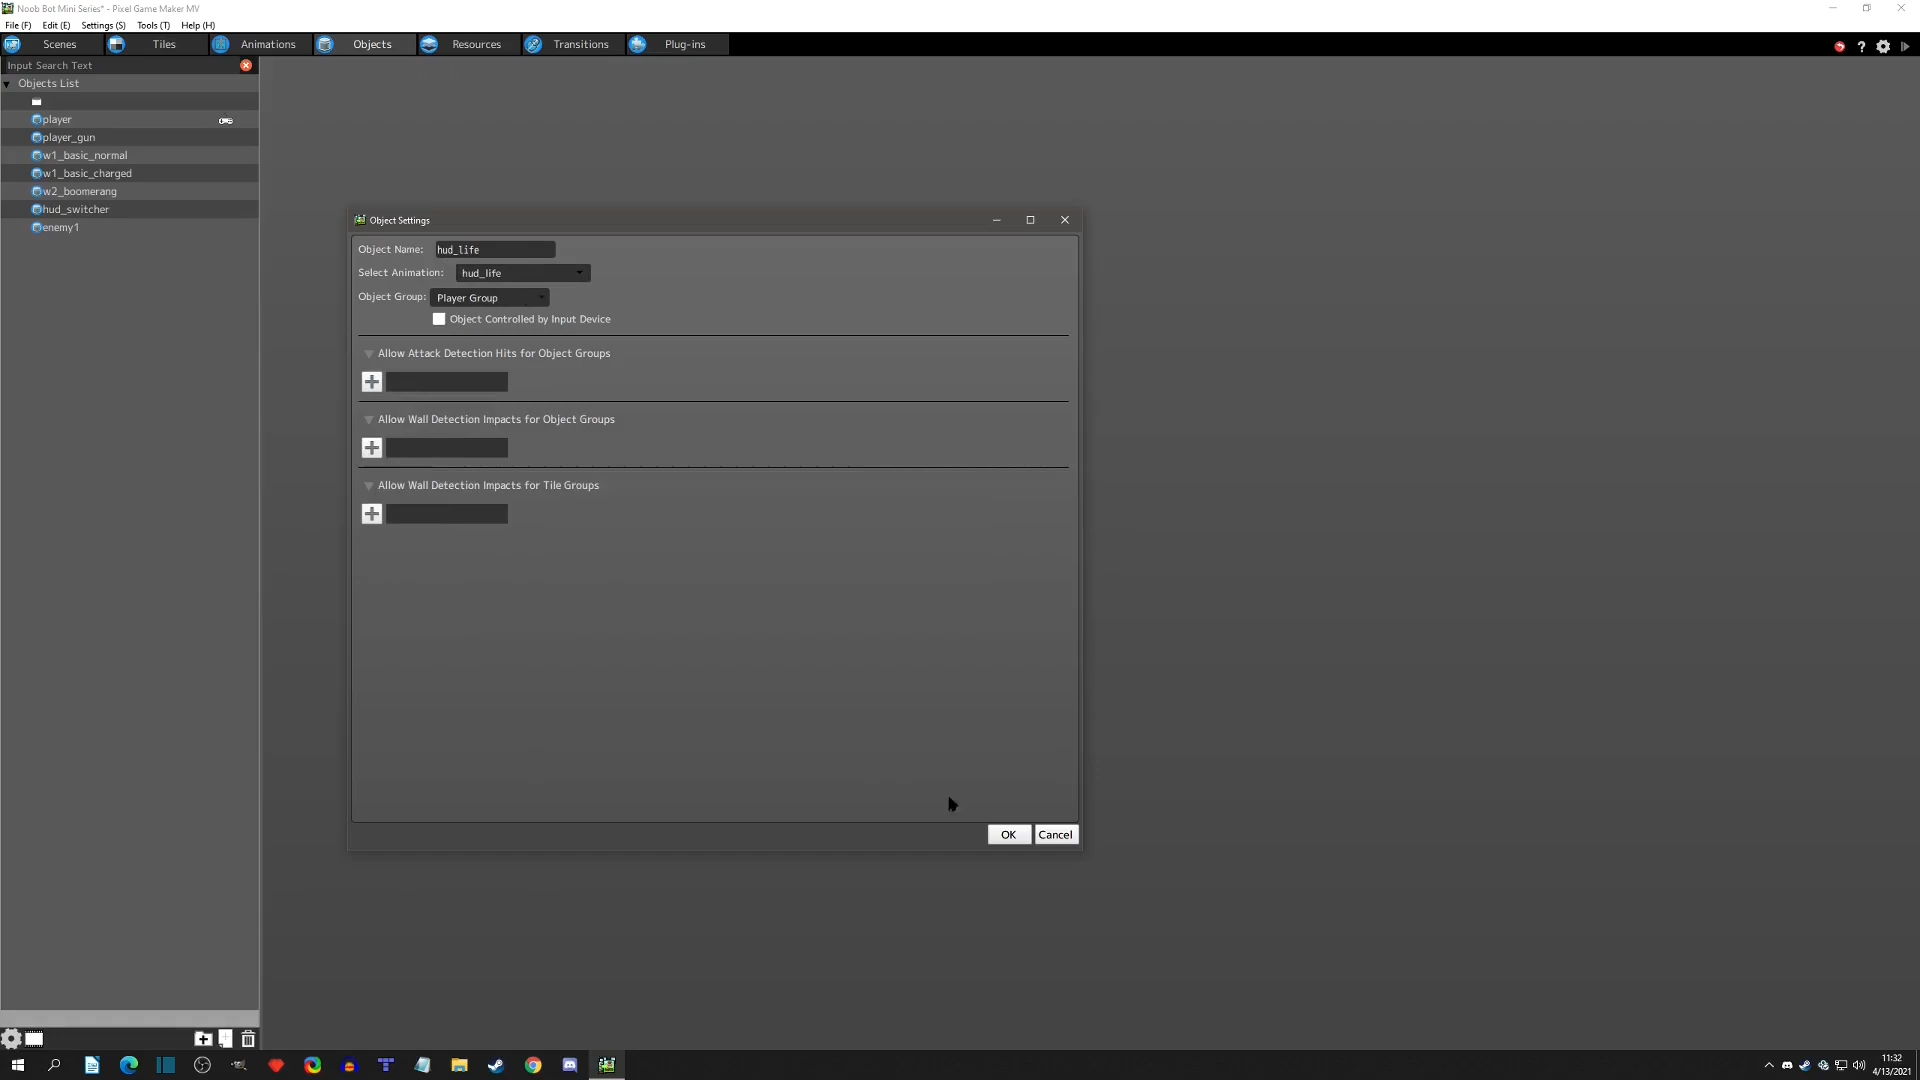 Noob Bot Mini Series* - Pixel Game Maker MV
File (F) Edit (E) Settings (S) Tools (T) Help (H)
Scenes Tiles Animations Objects Resources Transitions Plug-ins
Input Search Text
Objects List
player
player_gun
w1_basic_normal
w1_basic_charged
w2_boomerang
hud_switcher
enemy1
Object Settings
Object Name: hud_life
Select Animation: hud_life
Object Group: Player Group
Object Controlled by Input Device
Allow Attack Detection Hits for Object Groups
Allow Wall Detection Impacts for Object Groups
Allow Wall Detection Impacts for Tile Groups
OK Cancel
11:32
4/13/2021